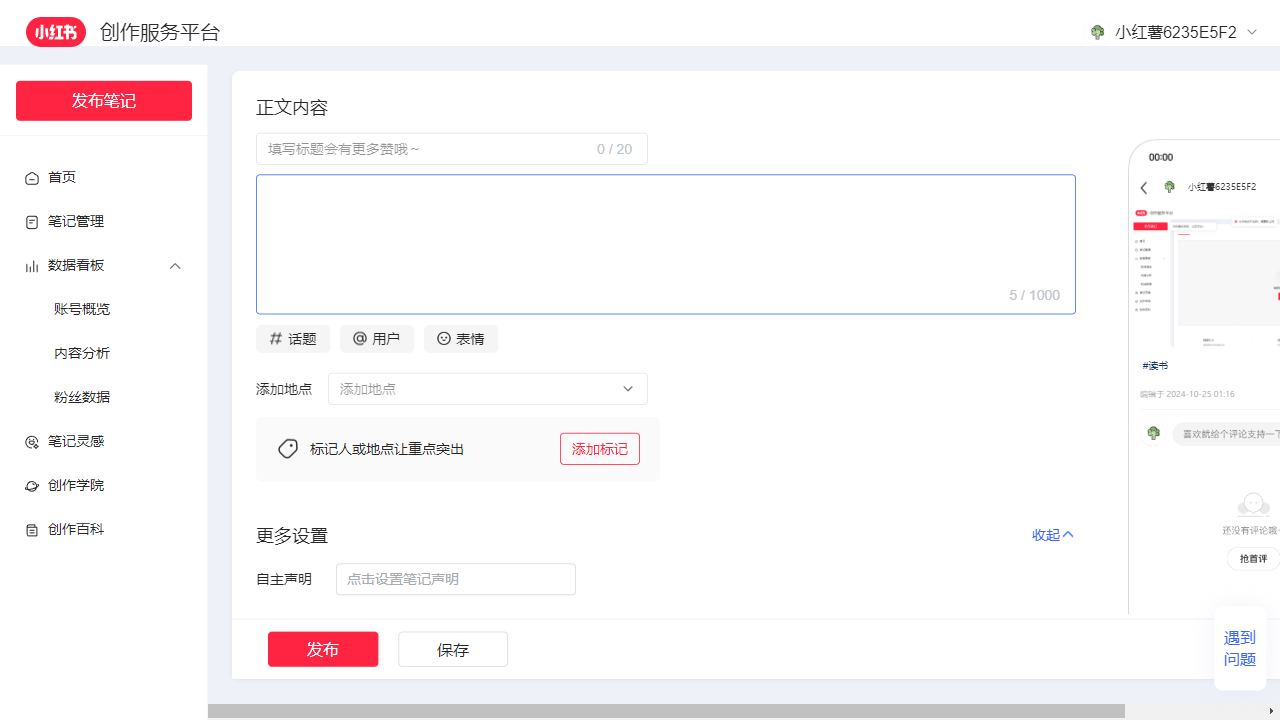 小红书 创作服务平台
小红薯6235E5F2
发布笔记
首页
笔记管理
数据看板
账号概览
内容分析
粉丝数据
笔记灵感
创作学院
创作百科
正文内容
填写标题会有更多赞哦~ 0 / 20
5 / 1000
# 话题 @ 用户 表情
添加地点 添加地点
标记人或地点让重点突出 添加标记
更多设置 收起
自主声明 点击设置笔记声明
发布 保存
00:00
小红薯6235E5F2
#读书
编辑于 2024-10-25 01:16
喜欢就给个评论支持一下
还没有评论哦
抢首评
遇到
问题